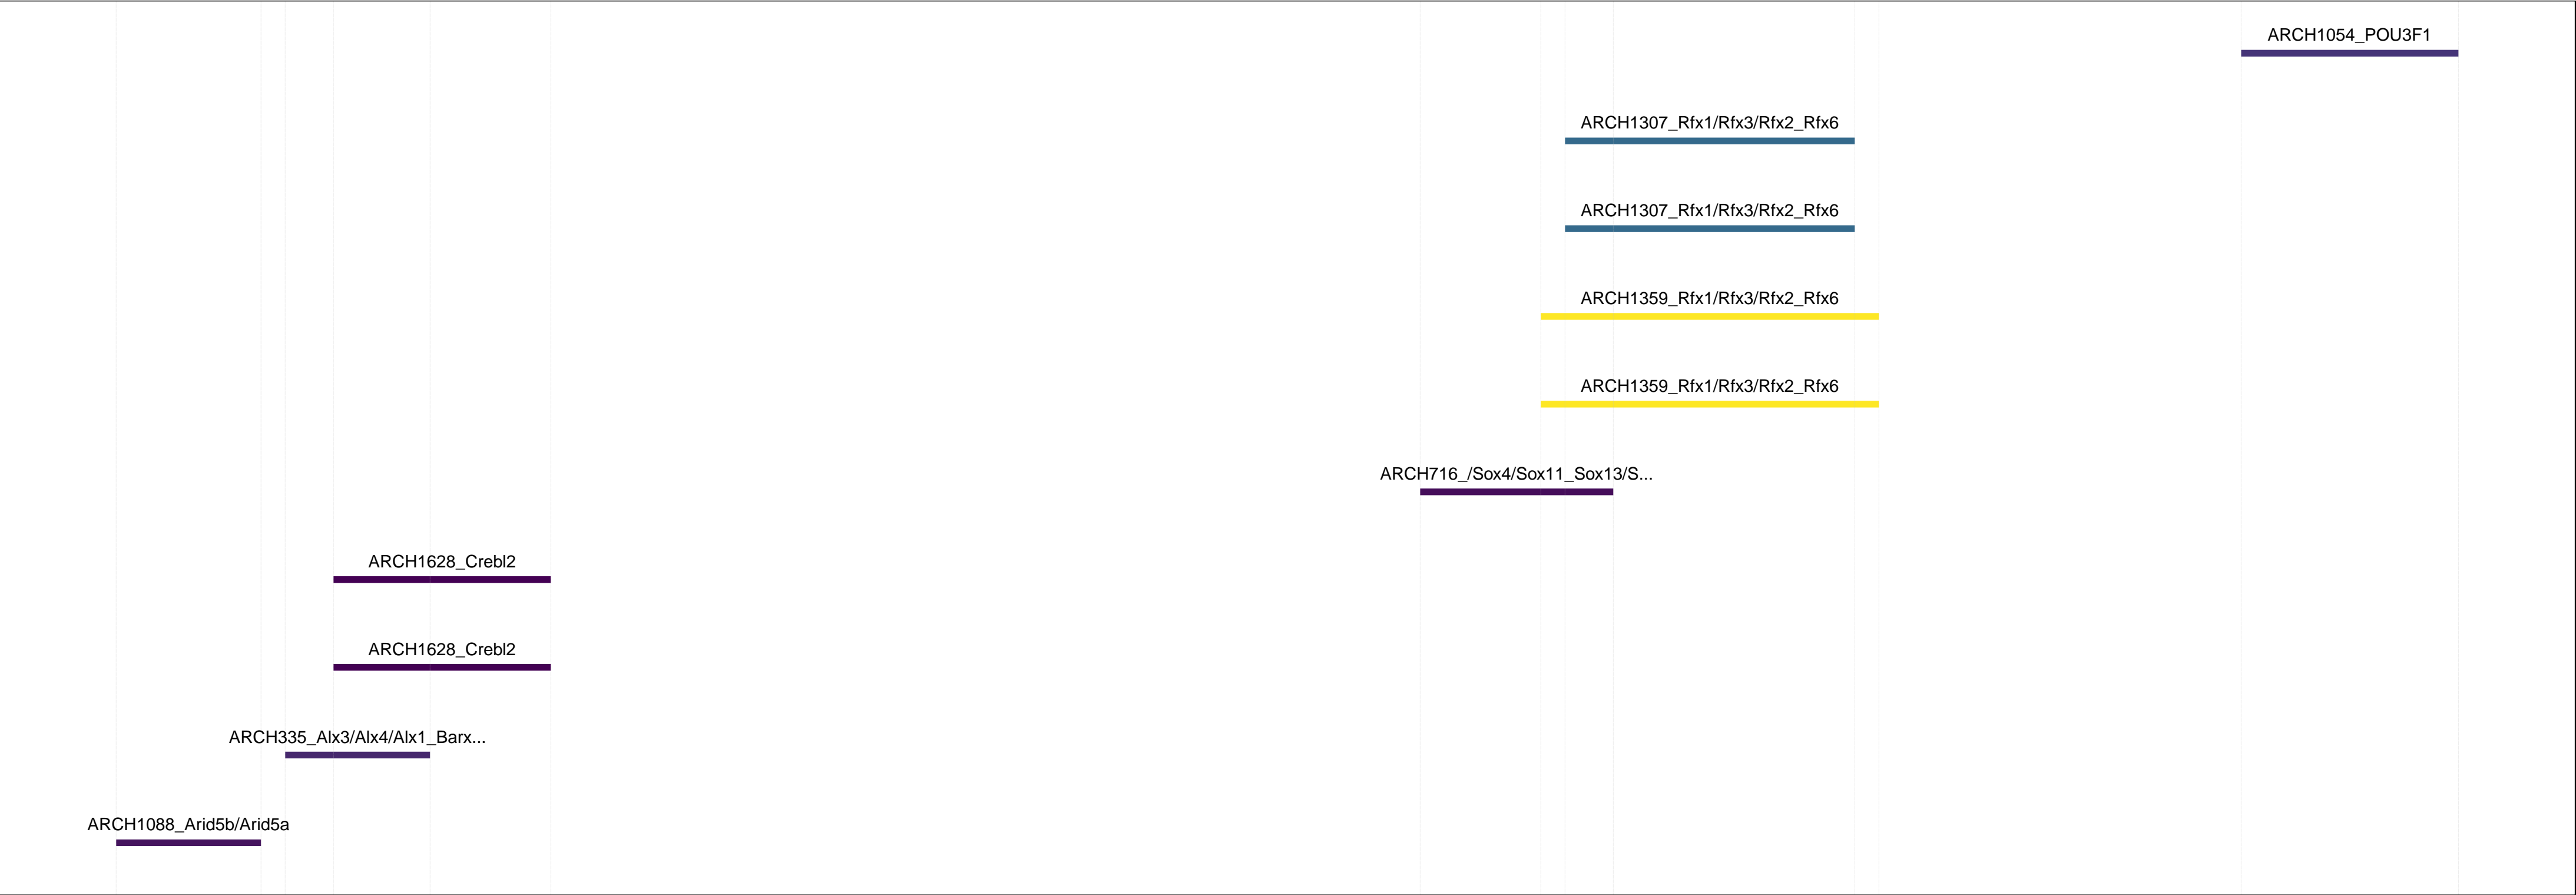 ARCH1054_POU3F1
ARCH1307_Rfx1/Rfx3/Rfx2_Rfx6
ARCH1307_Rfx1/Rfx3/Rfx2_Rfx6
ARCH1359_Rfx1/Rfx3/Rfx2_Rfx6
ARCH1359_Rfx1/Rfx3/Rfx2_Rfx6
ARCH716_/Sox4/Sox11_Sox13/S...
ARCH1628_Crebl2
ARCH1628_Crebl2
ARCH335_Alx3/Alx4/Alx1_Barx...
ARCH1088_Arid5b/Arid5a